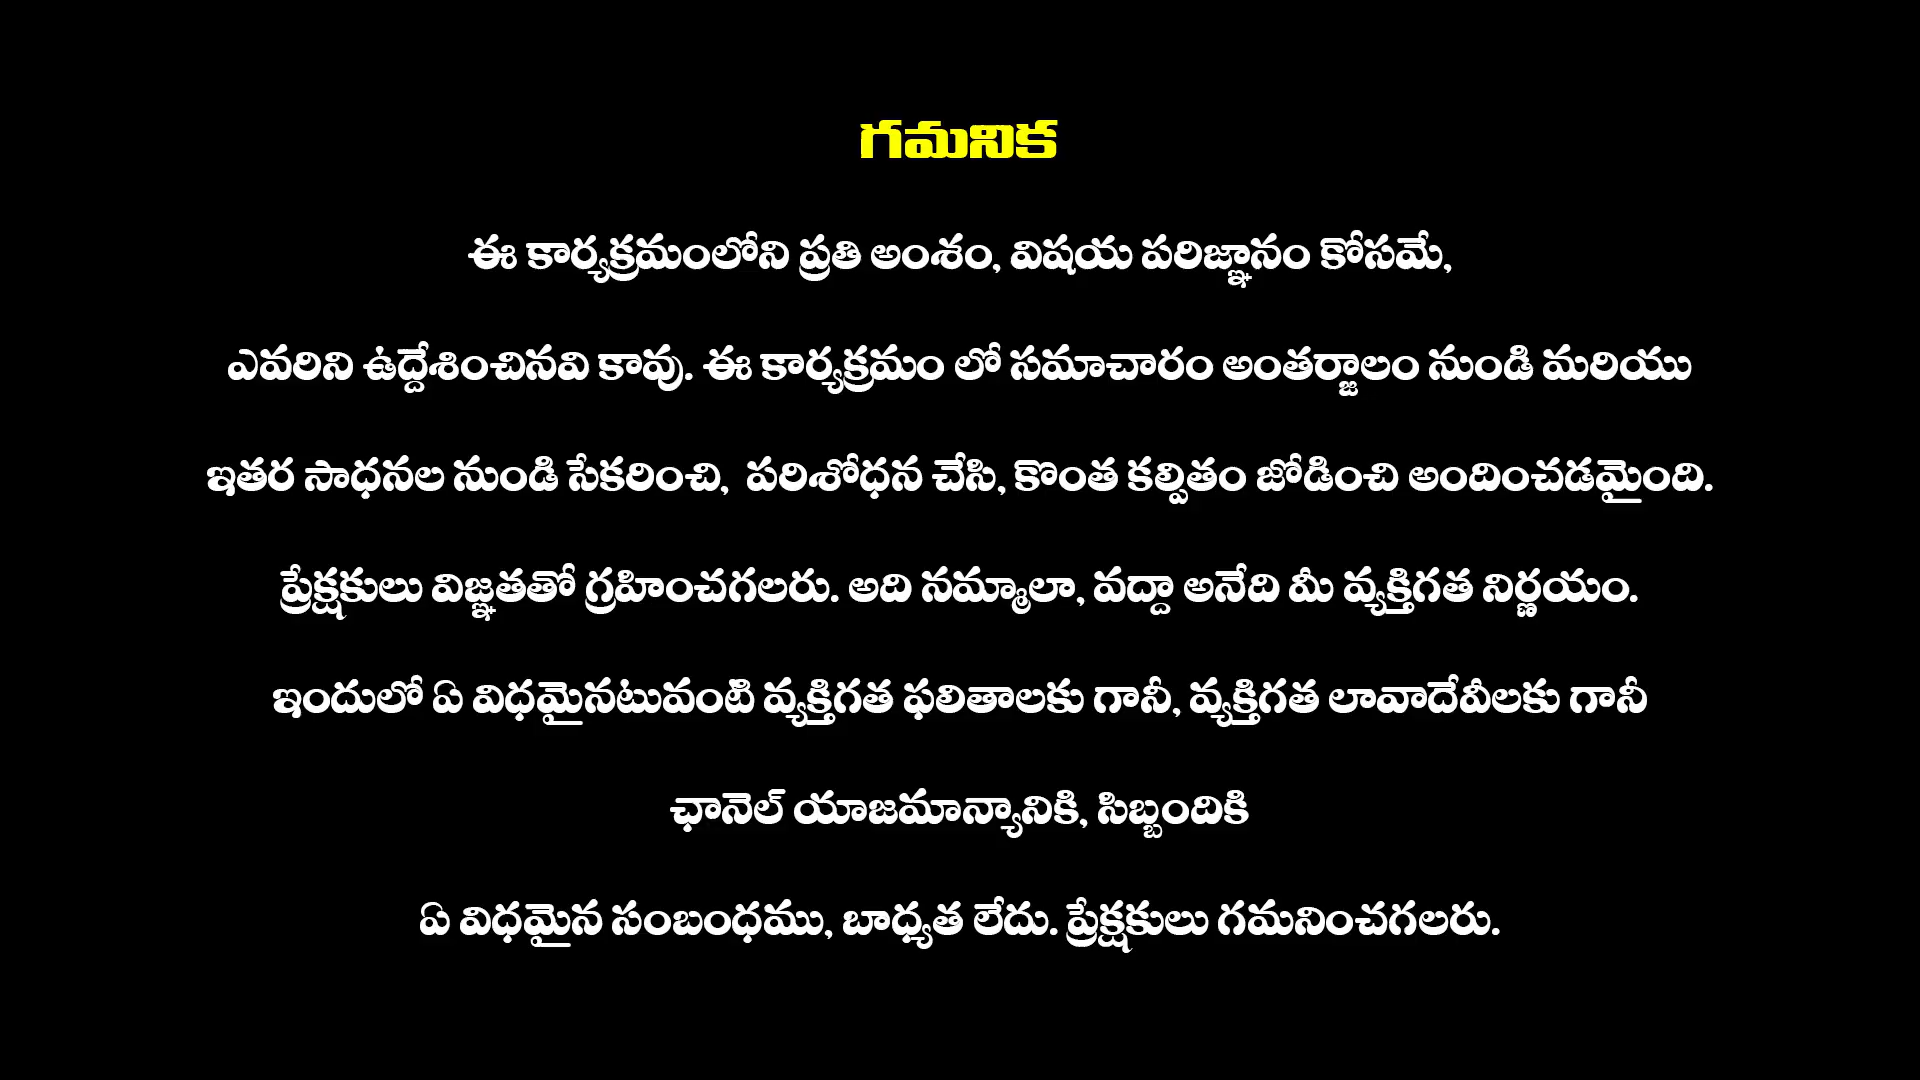 గమనిక
ఈ కార్యక్రమంలోని ప్రతి అంశం, విషయ పరిజ్ఞానం కోసమే,
ఎవరిని ఉద్దేశించినవి కావు. ఈ కార్యక్రమం లో సమాచారం అంతర్జాలం నుండి మరియు
ఇతర సాధనల నుండి సేకరించి, పరిశోధన చేసి, కొంత కల్పితం జోడించి అందించడమైంది.
ప్రేక్షకులు విజ్ఞతతో గ్రహించగలరు. అది నమ్మాలా, వద్దా అనేది మీ వ్యక్తిగత నిర్ణయం.
ఇందులో ఏ విధమైనటువంటి వ్యక్తిగత ఫలితాలకు గానీ, వ్యక్తిగత లావాదేవీలకు గానీ
ఛానెల్ యాజమాన్యానికి, సిబ్బందికి
ఏ విధమైన సంబంధము, బాధ్యత లేదు. ప్రేక్షకులు గమనించగలరు.